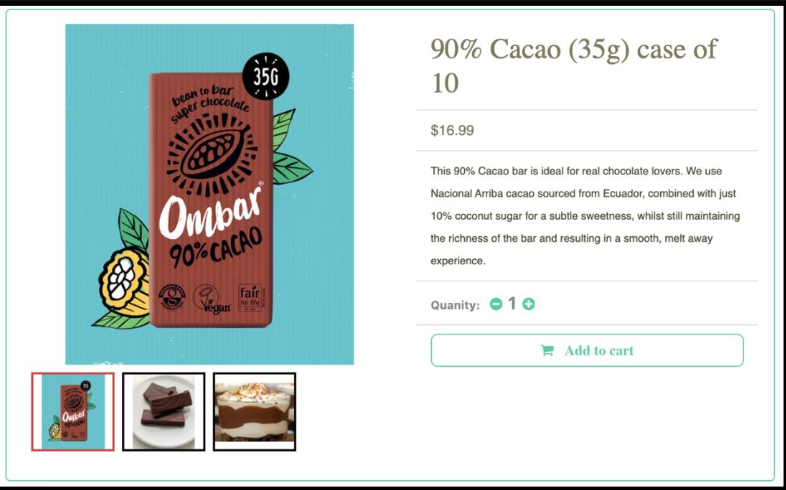 35G
bean to bar
super chocolate
Ombar®
90% CACAO
vegan
fair
for life
90% Cacao (35g) case of
10
$16.99
This 90% Cacao bar is ideal for real chocolate lovers. We use
Nacional Arriba cacao sourced from Ecuador, combined with just
10% coconut sugar for a subtle sweetness, whilst still maintaining
the richness of the bar and resulting in a smooth, melt away
experience.
Quanity: 1
Add to cart
Ombar
90% CACAO